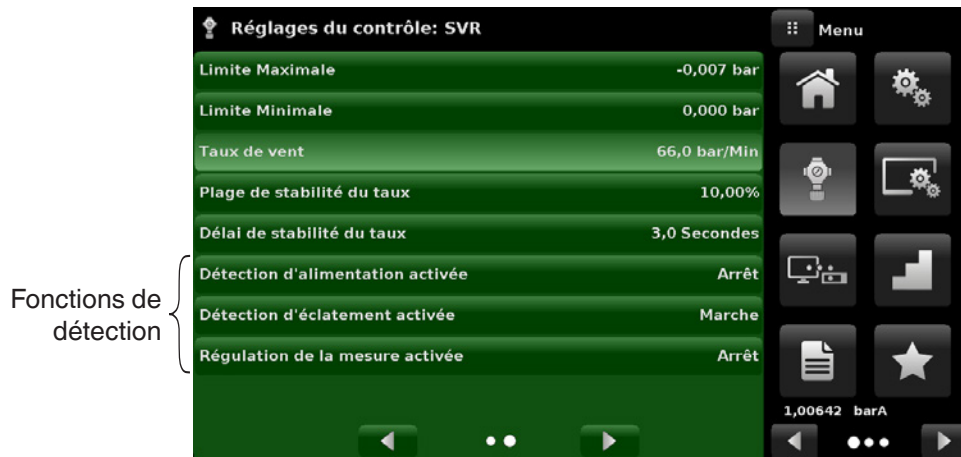 Réglages du contrôle: SVR
Menu
Limite Maximale -0,007 bar
Limite Minimale 0,000 bar
Taux de vent 66,0 bar/Min
Plage de stabilité du taux 10,00%
Délai de stabilité du taux 3,0 Secondes
Fonctions de
détection
Détection d'alimentation activée Arrêt
Détection d'éclatement activée Marche
Régulation de la mesure activée Arrêt
1,00642 barA